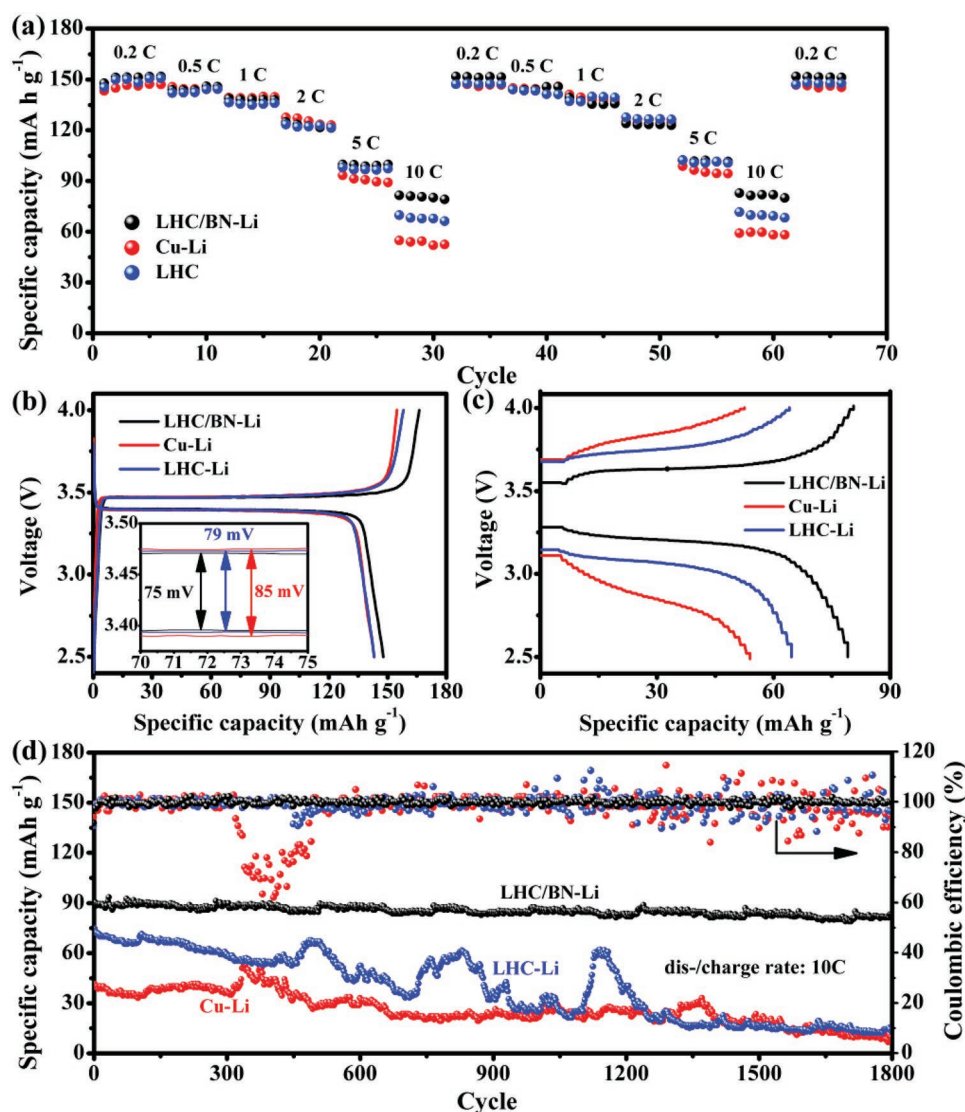 (a)
180
150
120
90
60
30
0
Specific capacity (mA h g-1)
0.2 C
0.5 C
1 C
2 C
5 C
10 C
0.2 C
0.5 C
1 C
2 C
5 C
10 C
0.2 C
LHC/BN-Li
Cu-Li
LHC
0 10 20 30 40 50 60 70
Cycle
(b)
4.0
3.5
3.0
2.5
Voltage (V)
LHC/BN-Li
Cu-Li
LHC-Li
3.50
3.45
3.40
79 mV
75 mV
85 mV
70 71 72 73 74 75
0 30 60 90 120 150 180
Specific capacity (mAh g-1)
(c)
4.0
3.5
3.0
2.5
Voltage (V)
LHC/BN-Li
Cu-Li
LHC-Li
0 30 60 90
Specific capacity (mAh g-1)
(d)
180
150
120
90
60
30
0
Specific capacity (mAh g-1)
LHC/BN-Li
LHC-Li
Cu-Li
dis-/charge rate: 10C
120
100
80
60
40
20
0
Coulombic efficiency (%)
0 300 600 900 1200 1500 1800
Cycle